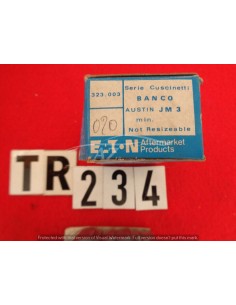 323.003
Serie Cuscinetti
BANCO
AUSTIN JM 3
min.
Not Resizeable
020
E·T·N Aftermarket
Products
TR 234